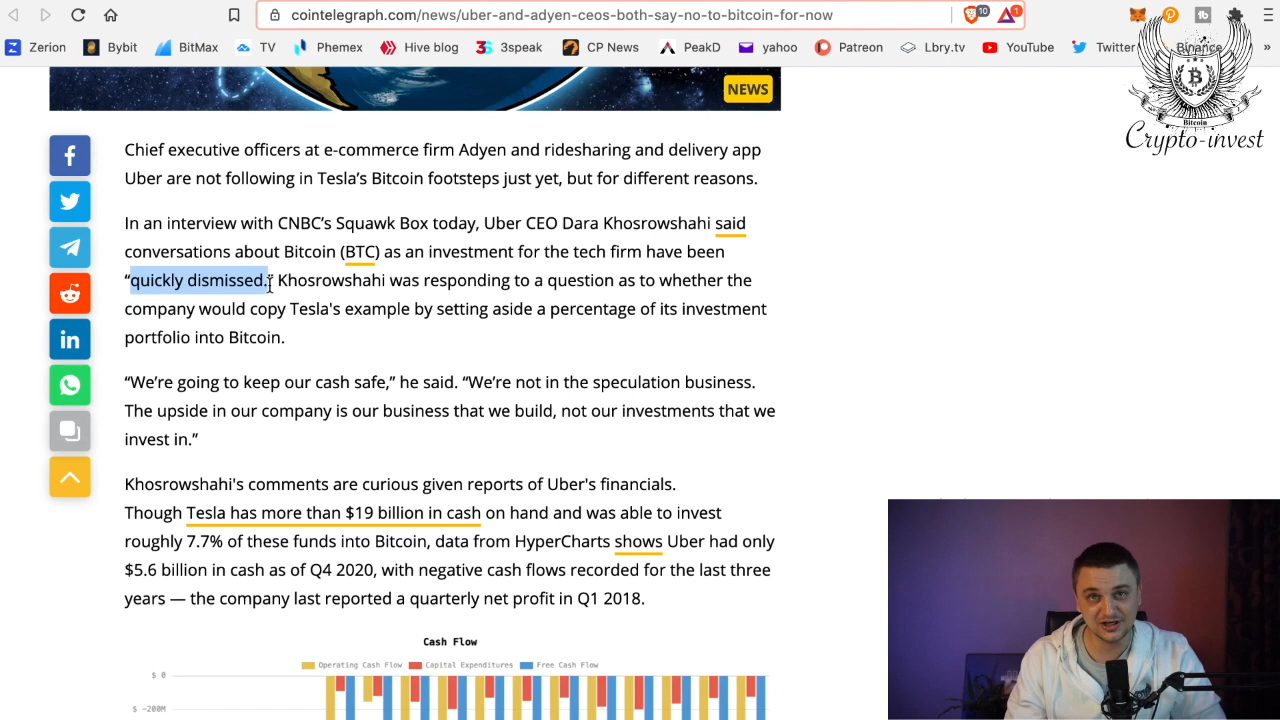 cointelegraph.com/news/uber-and-adyen-ceos-both-say-no-to-bitcoin-for-now
10
1
Zerion
Bybit
BitMax
TV
Phemex
Hive blog
3speak
CP News
PeakD
yahoo
Patreon
Lbry.tv
YouTube
Twitter
Binance
»
Bitcoin
Crypto-invest
NEWS
Chief executive officers at e-commerce firm Adyen and ridesharing and delivery app
Uber are not following in Tesla’s Bitcoin footsteps just yet, but for different reasons.
In an interview with CNBC’s Squawk Box today, Uber CEO Dara Khosrowshahi said
conversations about Bitcoin (BTC) as an investment for the tech firm have been
“quickly dismissed.” Khosrowshahi was responding to a question as to whether the
company would copy Tesla's example by setting aside a percentage of its investment
portfolio into Bitcoin.
“We’re going to keep our cash safe,” he said. “We’re not in the speculation business.
The upside in our company is our business that we build, not our investments that we
invest in.”
Khosrowshahi's comments are curious given reports of Uber's financials.
Though Tesla has more than $19 billion in cash on hand and was able to invest
roughly 7.7% of these funds into Bitcoin, data from HyperCharts shows Uber had only
$5.6 billion in cash as of Q4 2020, with negative cash flows recorded for the last three
years — the company last reported a quarterly net profit in Q1 2018.
Cash Flow
Operating Cash Flow Capital Expenditures Free Cash Flow
$ 0
$ -200M